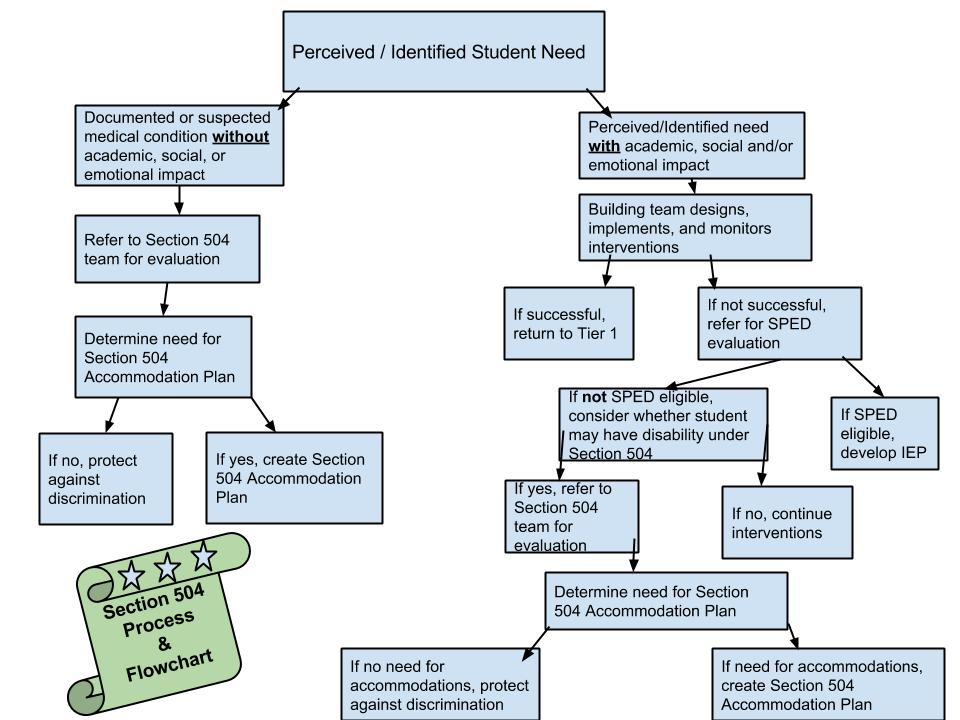 Perceived / Identified Student Need
Documented or suspected
medical condition without
academic, social, or
emotional impact
Perceived/Identified need
with academic, social and/or
emotional impact
Refer to Section 504
team for evaluation
Building team designs,
implements, and monitors
interventions
Determine need for
Section 504
Accommodation Plan
If successful,
return to Tier 1
If not successful,
refer for SPED
evaluation
If no, protect
against
discrimination
If yes, create Section
504 Accommodation
Plan
If not SPED eligible,
consider whether student
may have disability under
Section 504
If SPED
eligible,
develop IEP
If yes, refer to
Section 504
team for
evaluation
If no, continue
interventions
Section 504
Process
&
Flowchart
Determine need for Section
504 Accommodation Plan
If no need for
accommodations, protect
against discrimination
If need for accommodations,
create Section 504
Accommodation Plan